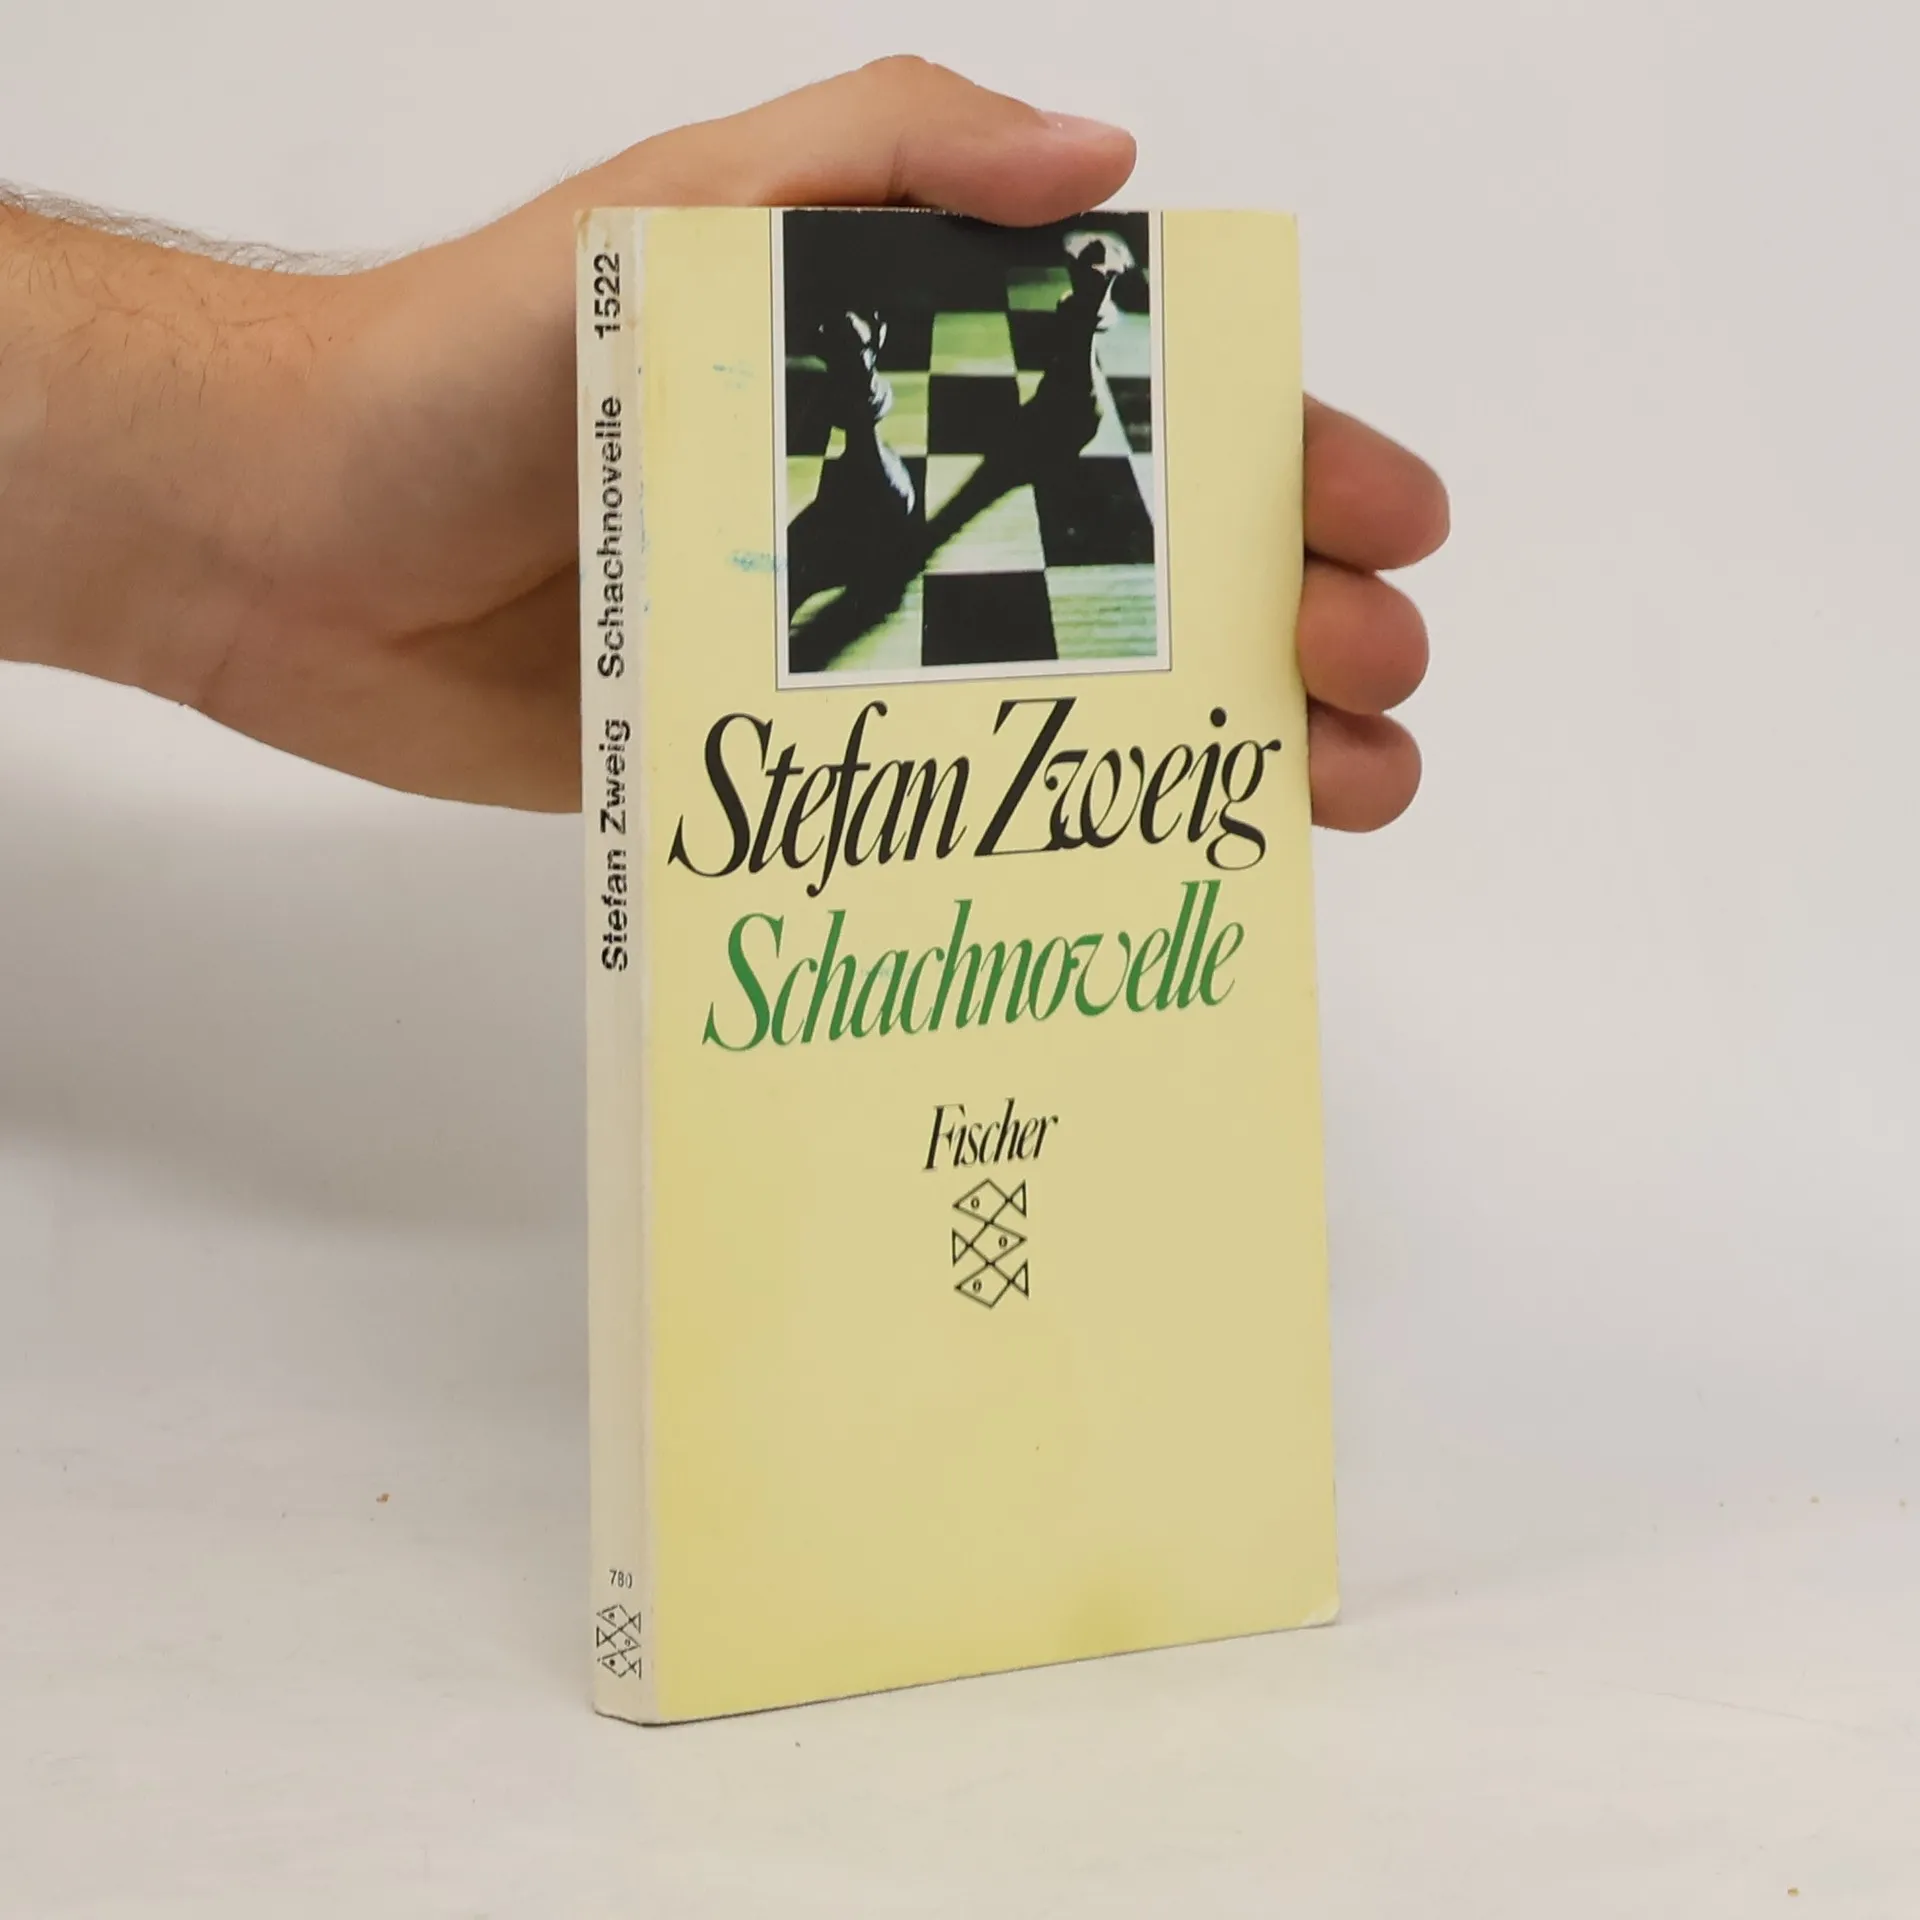 Stefan Zweig Schachnovelle 1522
780
Stefan Zweig
Schachnovelle
Fischer